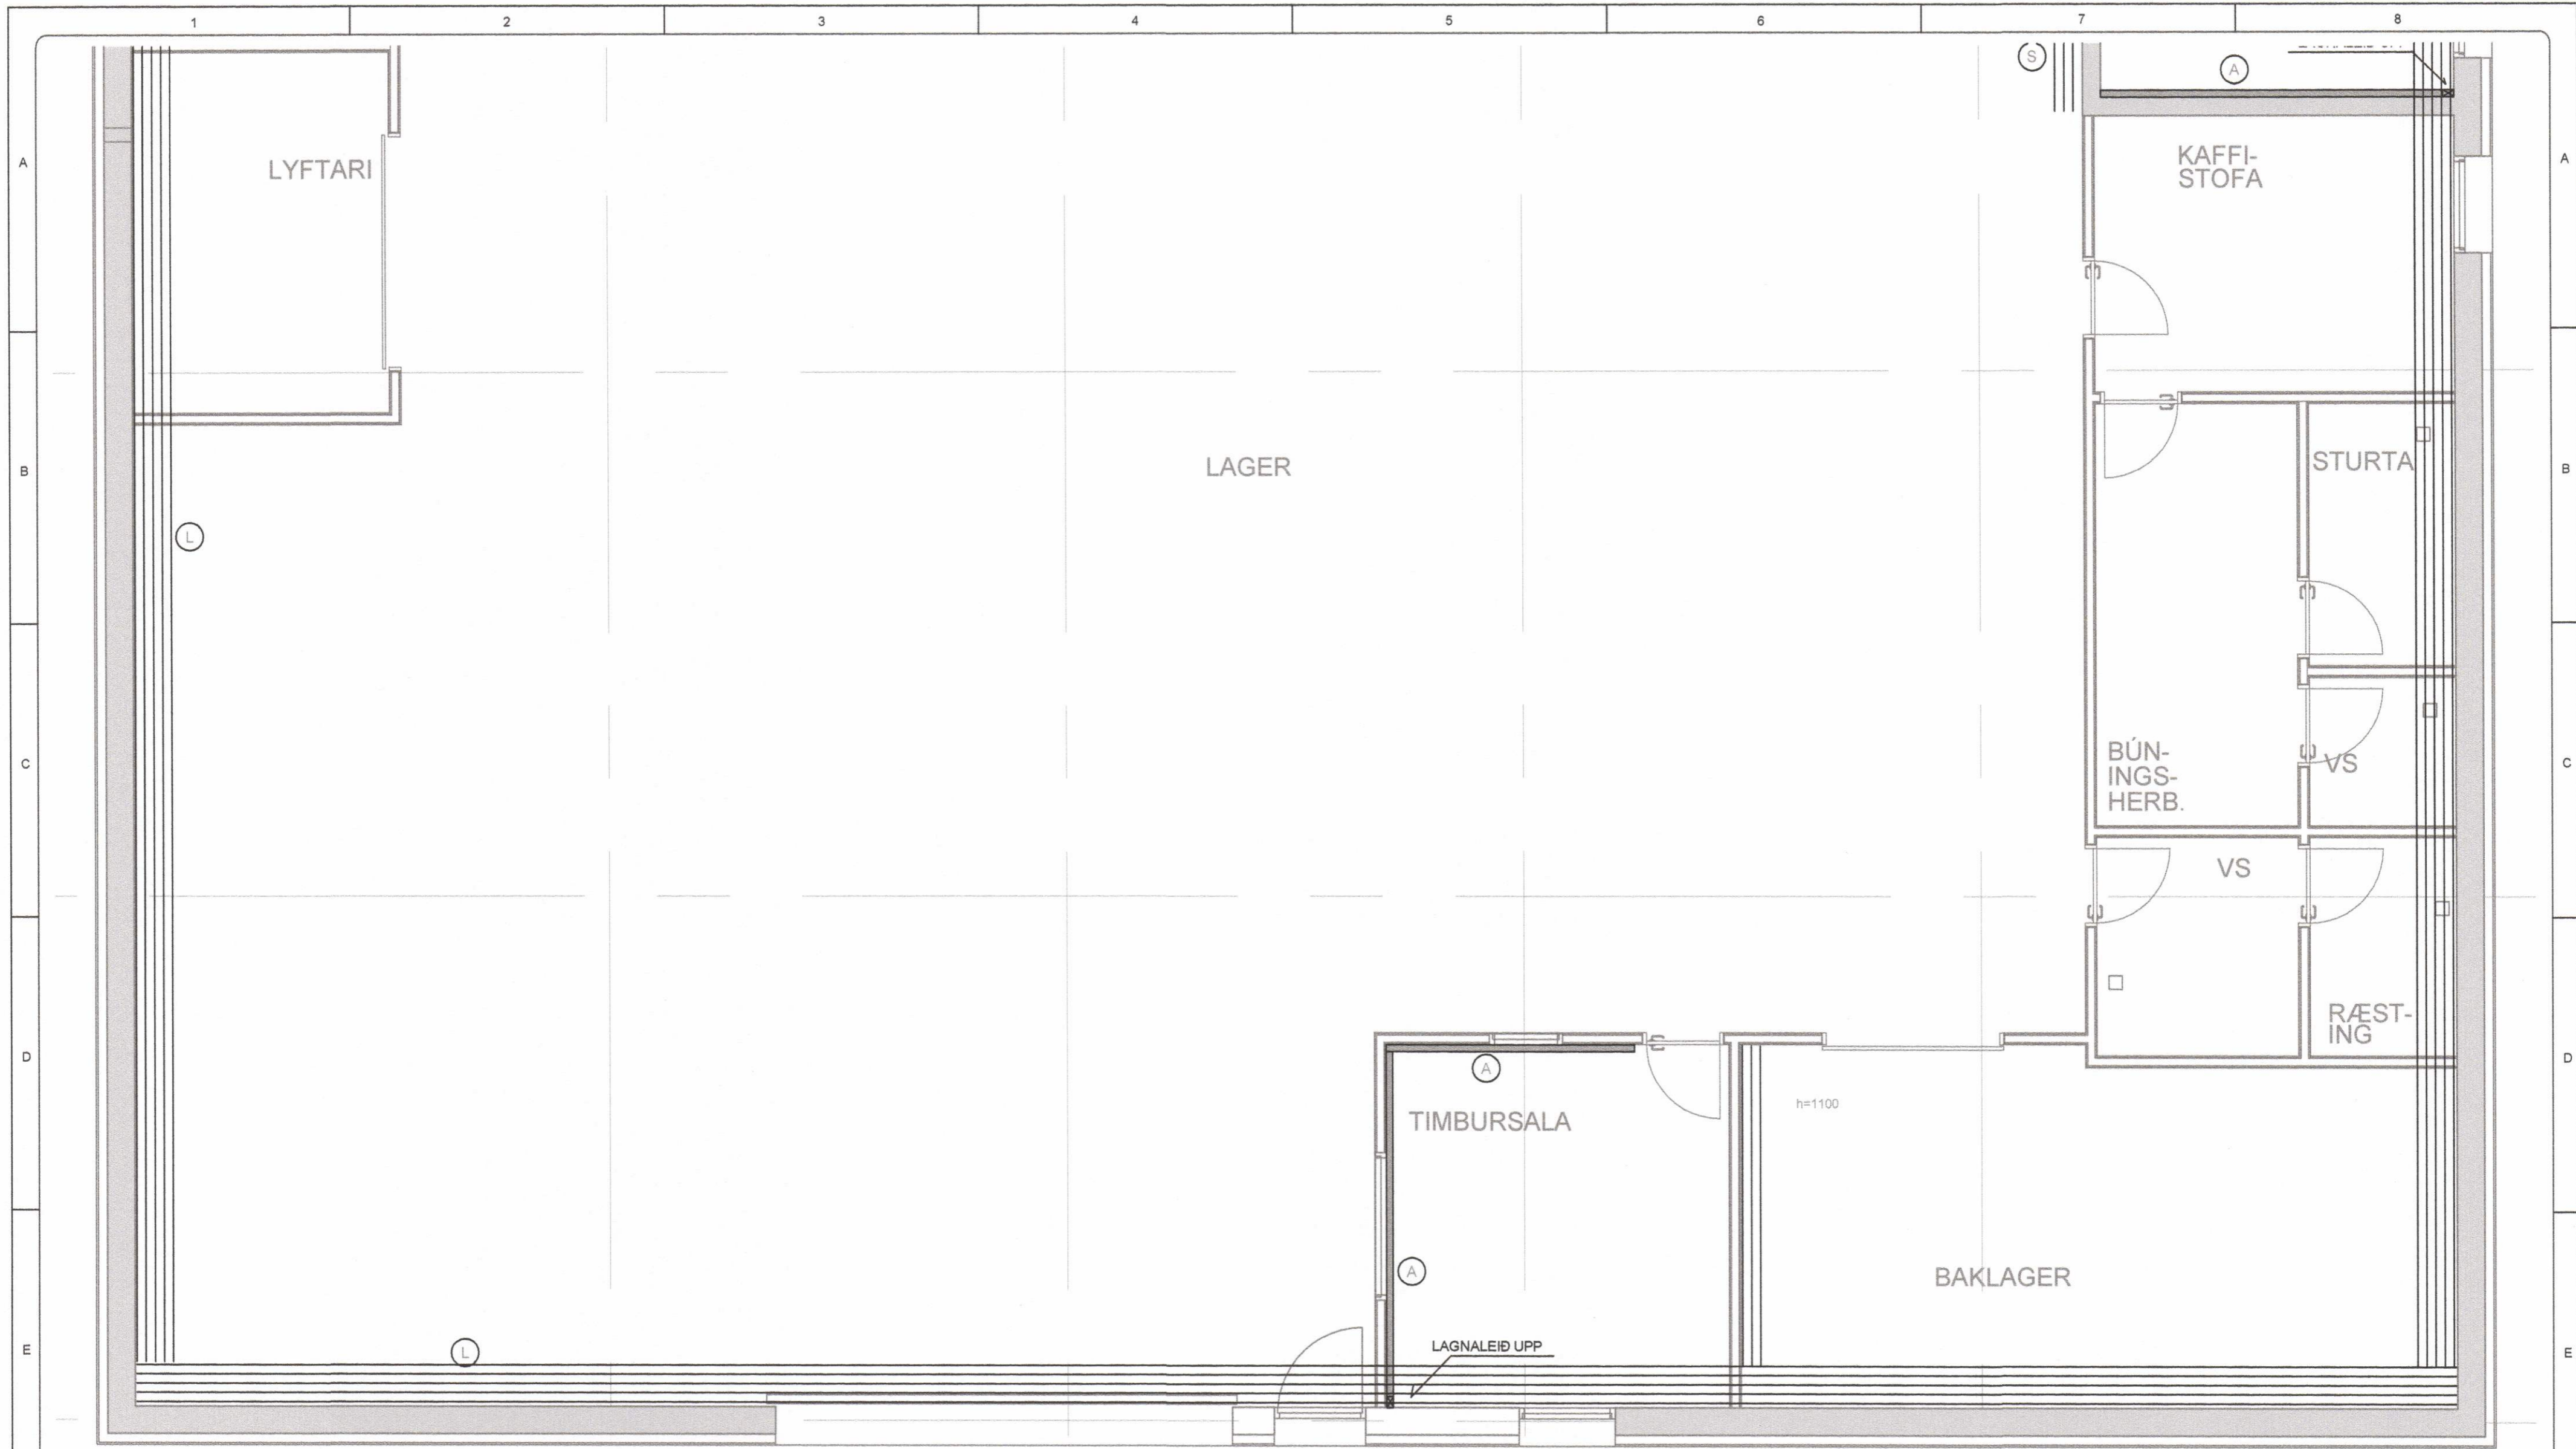 1 2 3 4 5 6 7 8
S
A
A
A
LYFTARI
KAFFI-
STOFA
B
B
LAGER
STURTA
L
C
C
BÚN-
INGS-
HERB.
VS
VS
RÆST-
ING
D
D
A
h=1100
TIMBURSALA
A
BAKLAGER
E
E
L
LAGNALEIÐ UPP